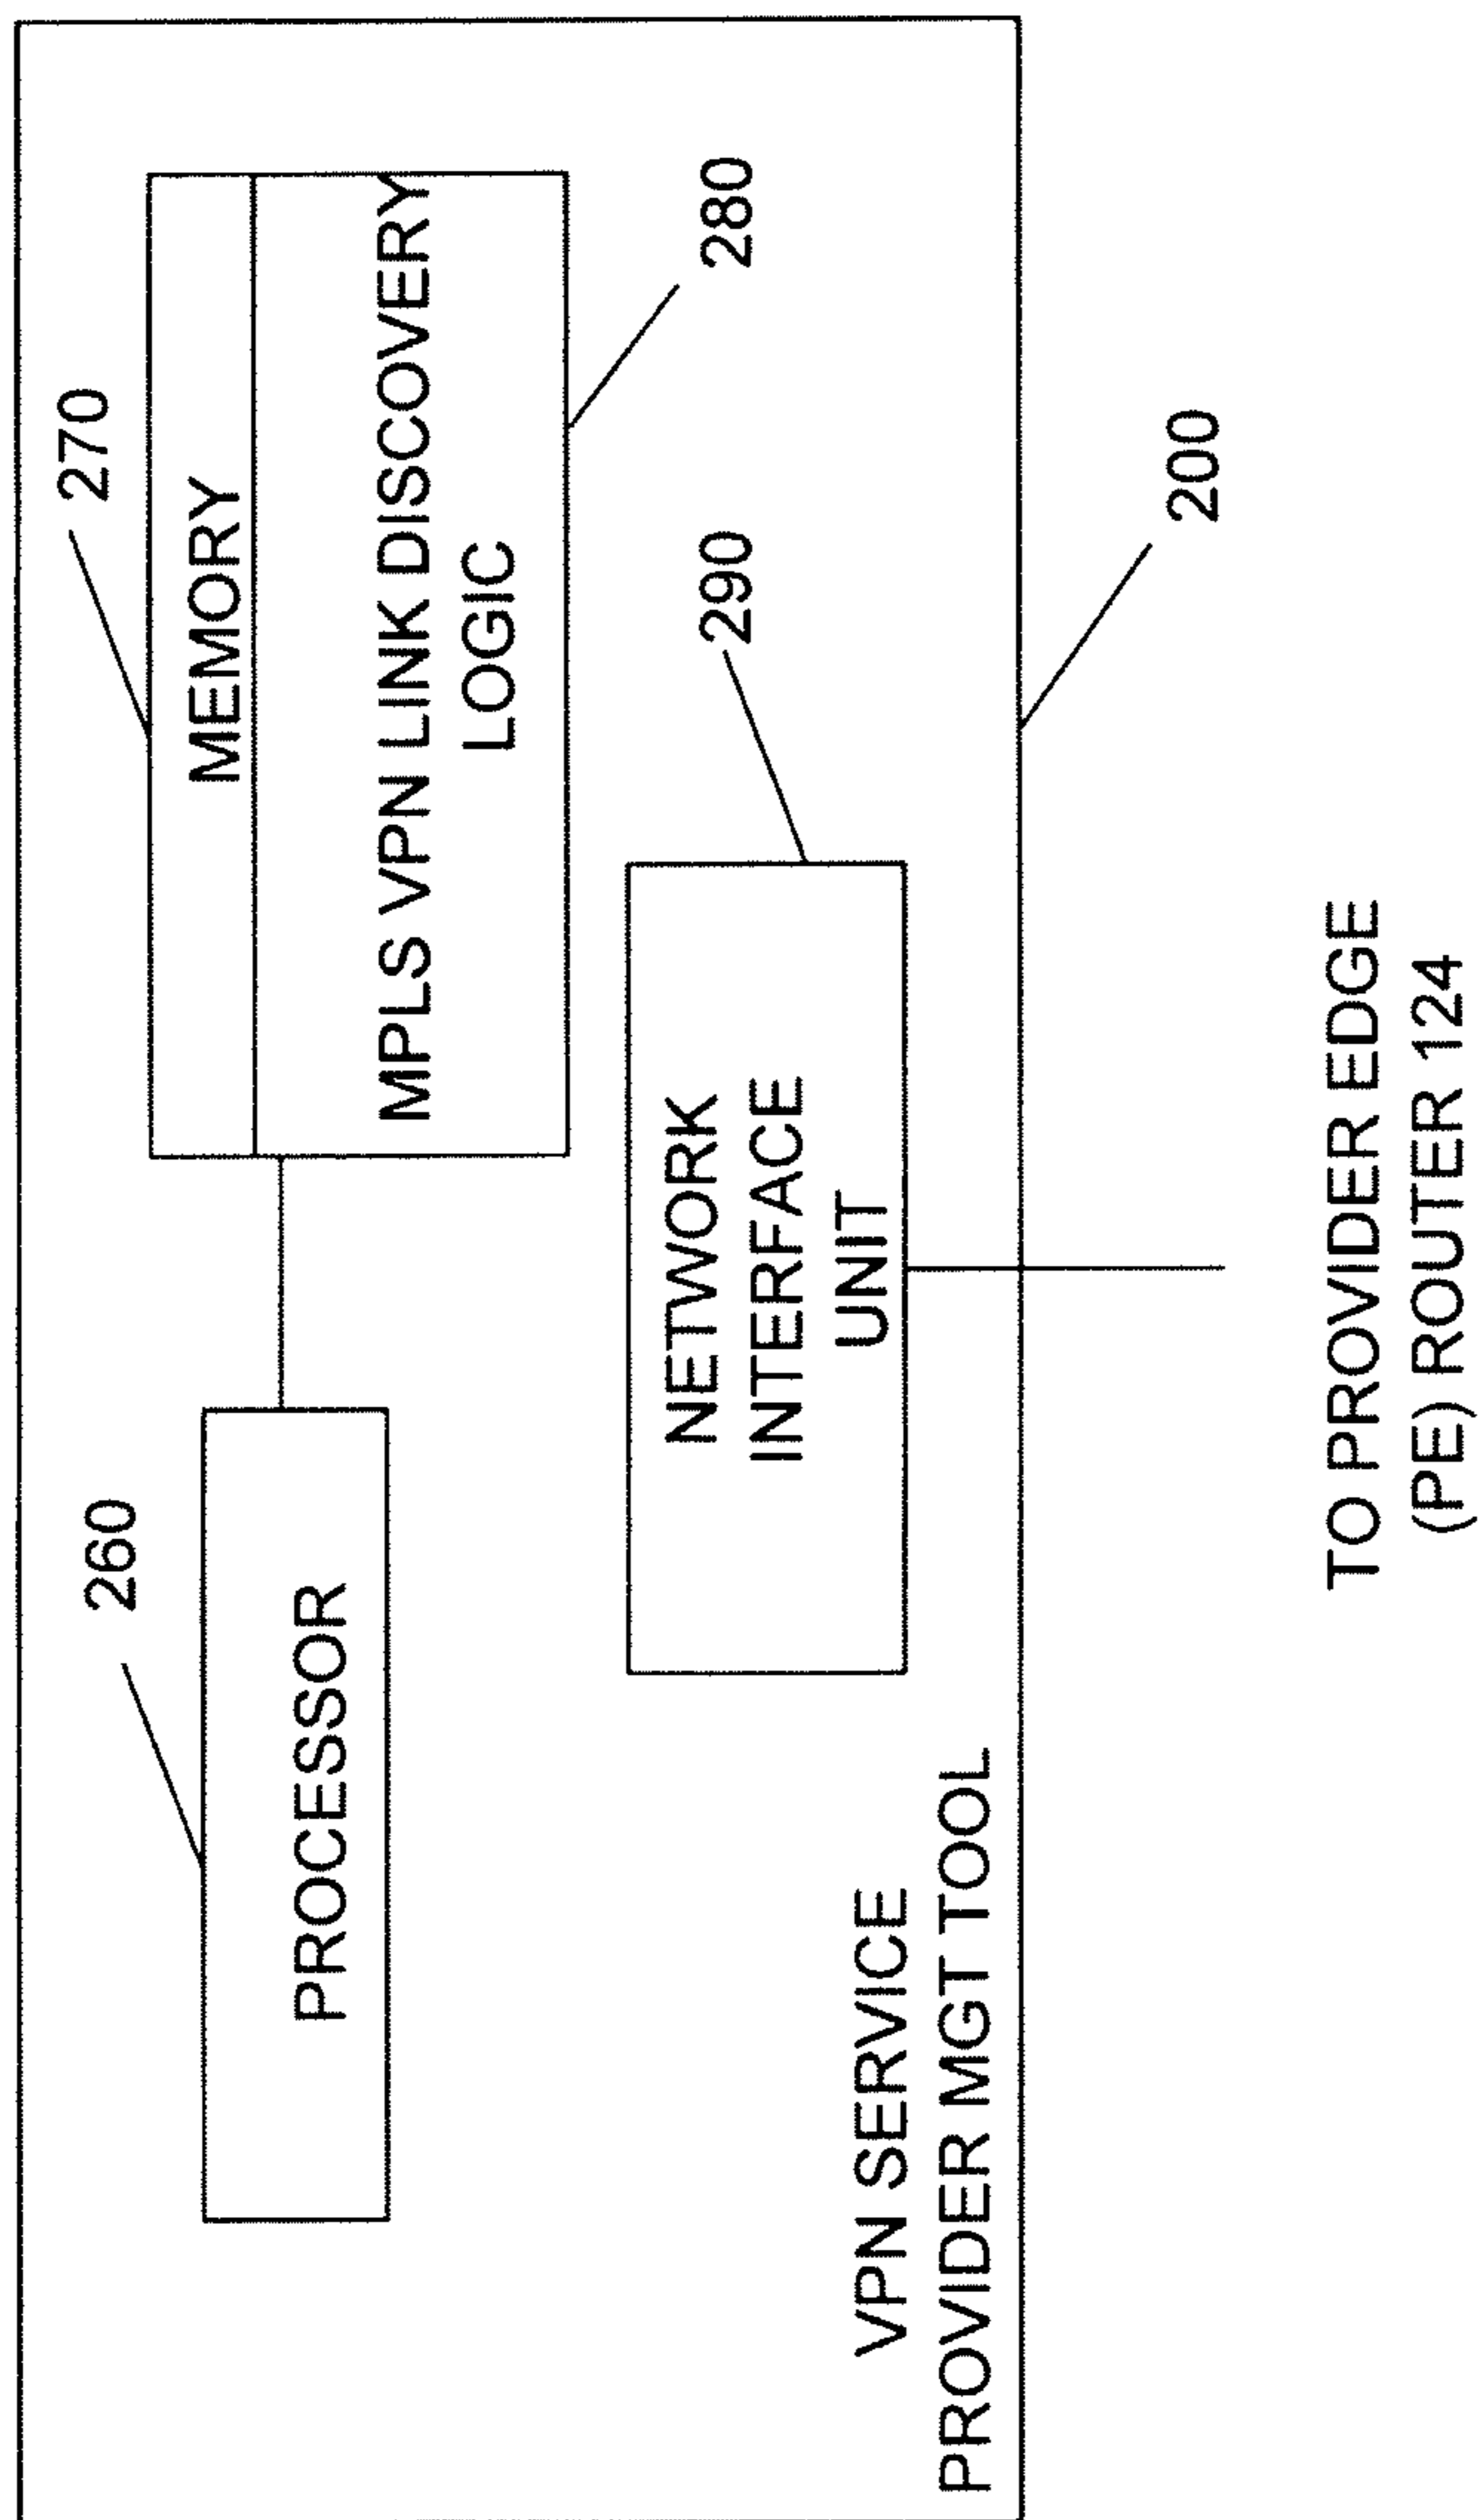 260
PROCESSOR
270
MEMORY
MPLS VPN LINK DISCOVERY
LOGIC
280
NETWORK
INTERFACE
UNIT
290
VPN SERVICE
PROVIDER MGT TOOL
200
TO PROVIDER EDGE
(PE) ROUTER 124